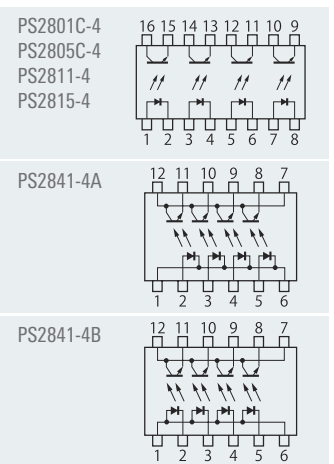 PS2801C-4
PS2805C-4
PS2811-4
PS2815-4
16 15 14 13 12 11 10 9
1 2 3 4 5 6 7 8
PS2841-4A
12 11 10 9 8 7
1 2 3 4 5 6
PS2841-4B
12 11 10 9 8 7
1 2 3 4 5 6